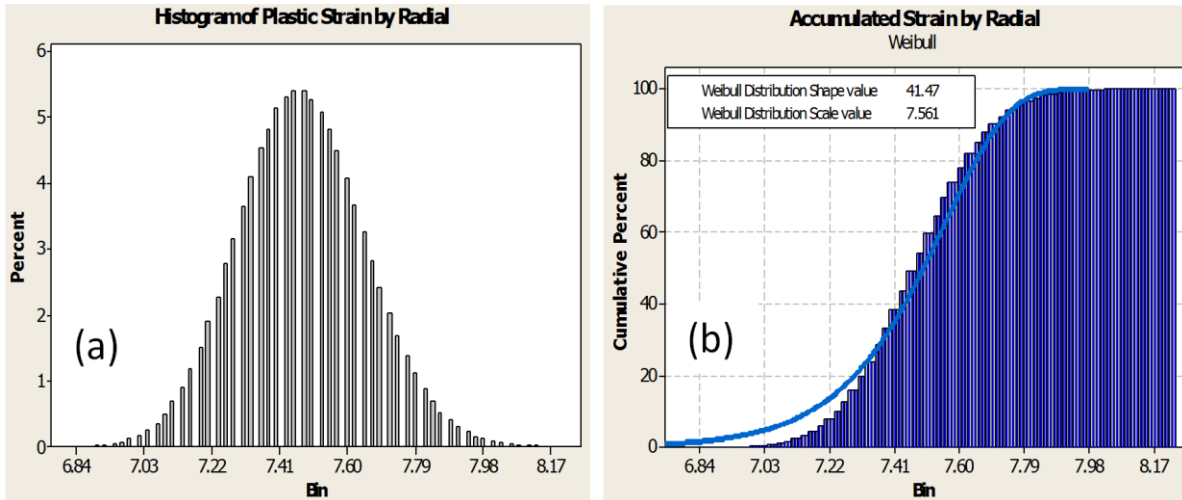 Histogram of Plastic Strain by Radial
6
5
4
3
2
1
0
Percent
(a)
6.84 7.03 7.22 7.41 7.60 7.79 7.98 8.17
Bin
Accumulated Strain by Radial
Weibull
Weibull Distribution Shape value 41.47
Weibull Distribution Scale value 7.561
100
80
60
40
20
0
Cumulative Percent
(b)
6.84 7.03 7.22 7.41 7.60 7.79 7.98 8.17
Bin